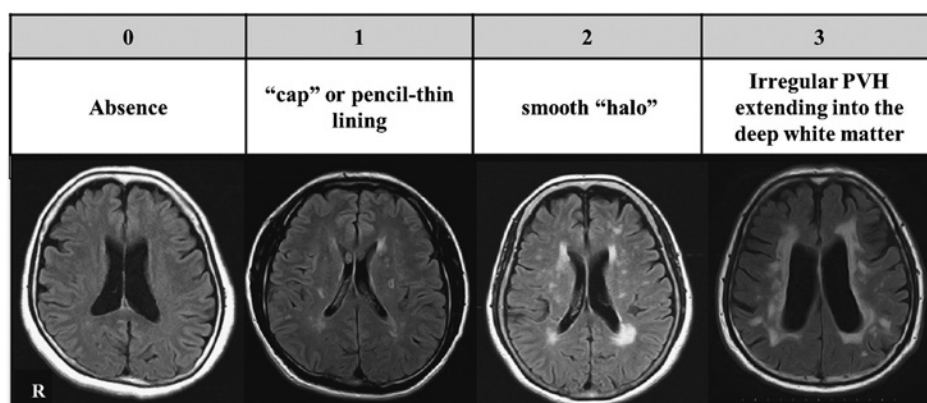 0
1
2
3
Absence
“cap” or pencil-thin
lining
smooth “halo”
Irregular PVH
extending into the
deep white matter
R